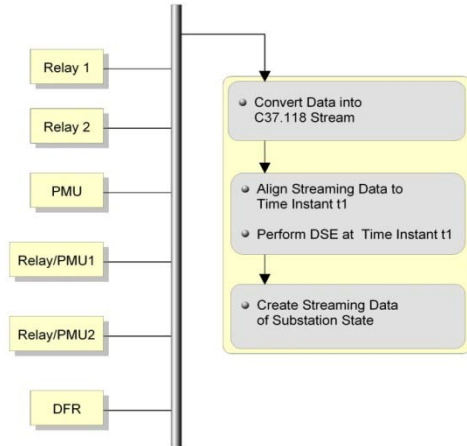 Relay 1
Relay 2
PMU
Relay/PMU1
Relay/PMU2
DFR
Convert Data into
C37.118 Stream
Align Streaming Data to
Time Instant t1
Perform DSE at Time Instant t1
Create Streaming Data
of Substation State